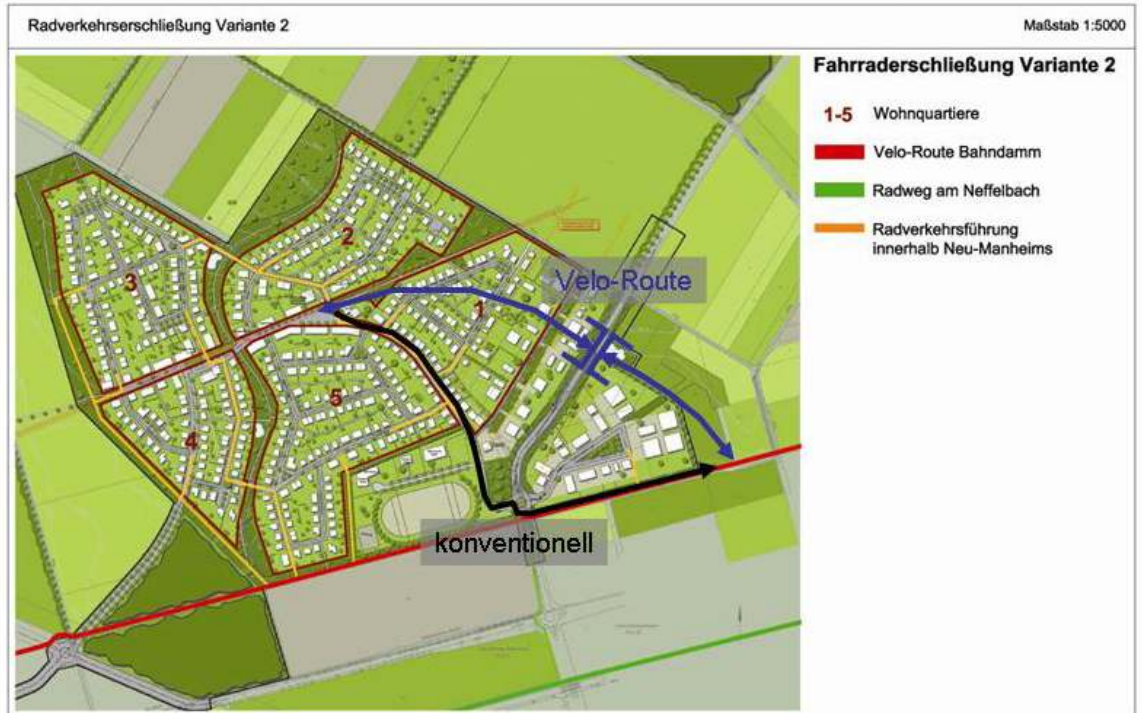 Radverkehrserschließung Variante 2
Maßstab 1:5000
Fahrraderschließung Variante 2
1-5 Wohnquartiere
Velo-Route Bahndamm
Radweg am Neffelbach
Radverkehrsführung
innerhalb Neu-Manheims
2
3
Velo-Route
1
5
4
konventionell